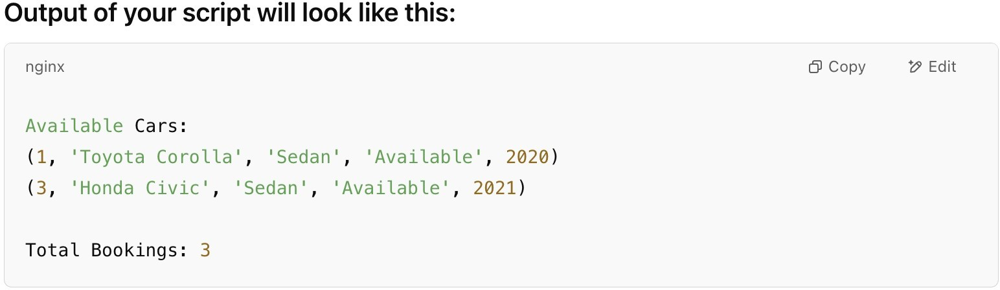 Output of your script will look like this:
nginx
Copy
Edit
Available Cars:
(1, 'Toyota Corolla', 'Sedan', 'Available', 2020)
(3, 'Honda Civic', 'Sedan', 'Available', 2021)
Total Bookings: 3